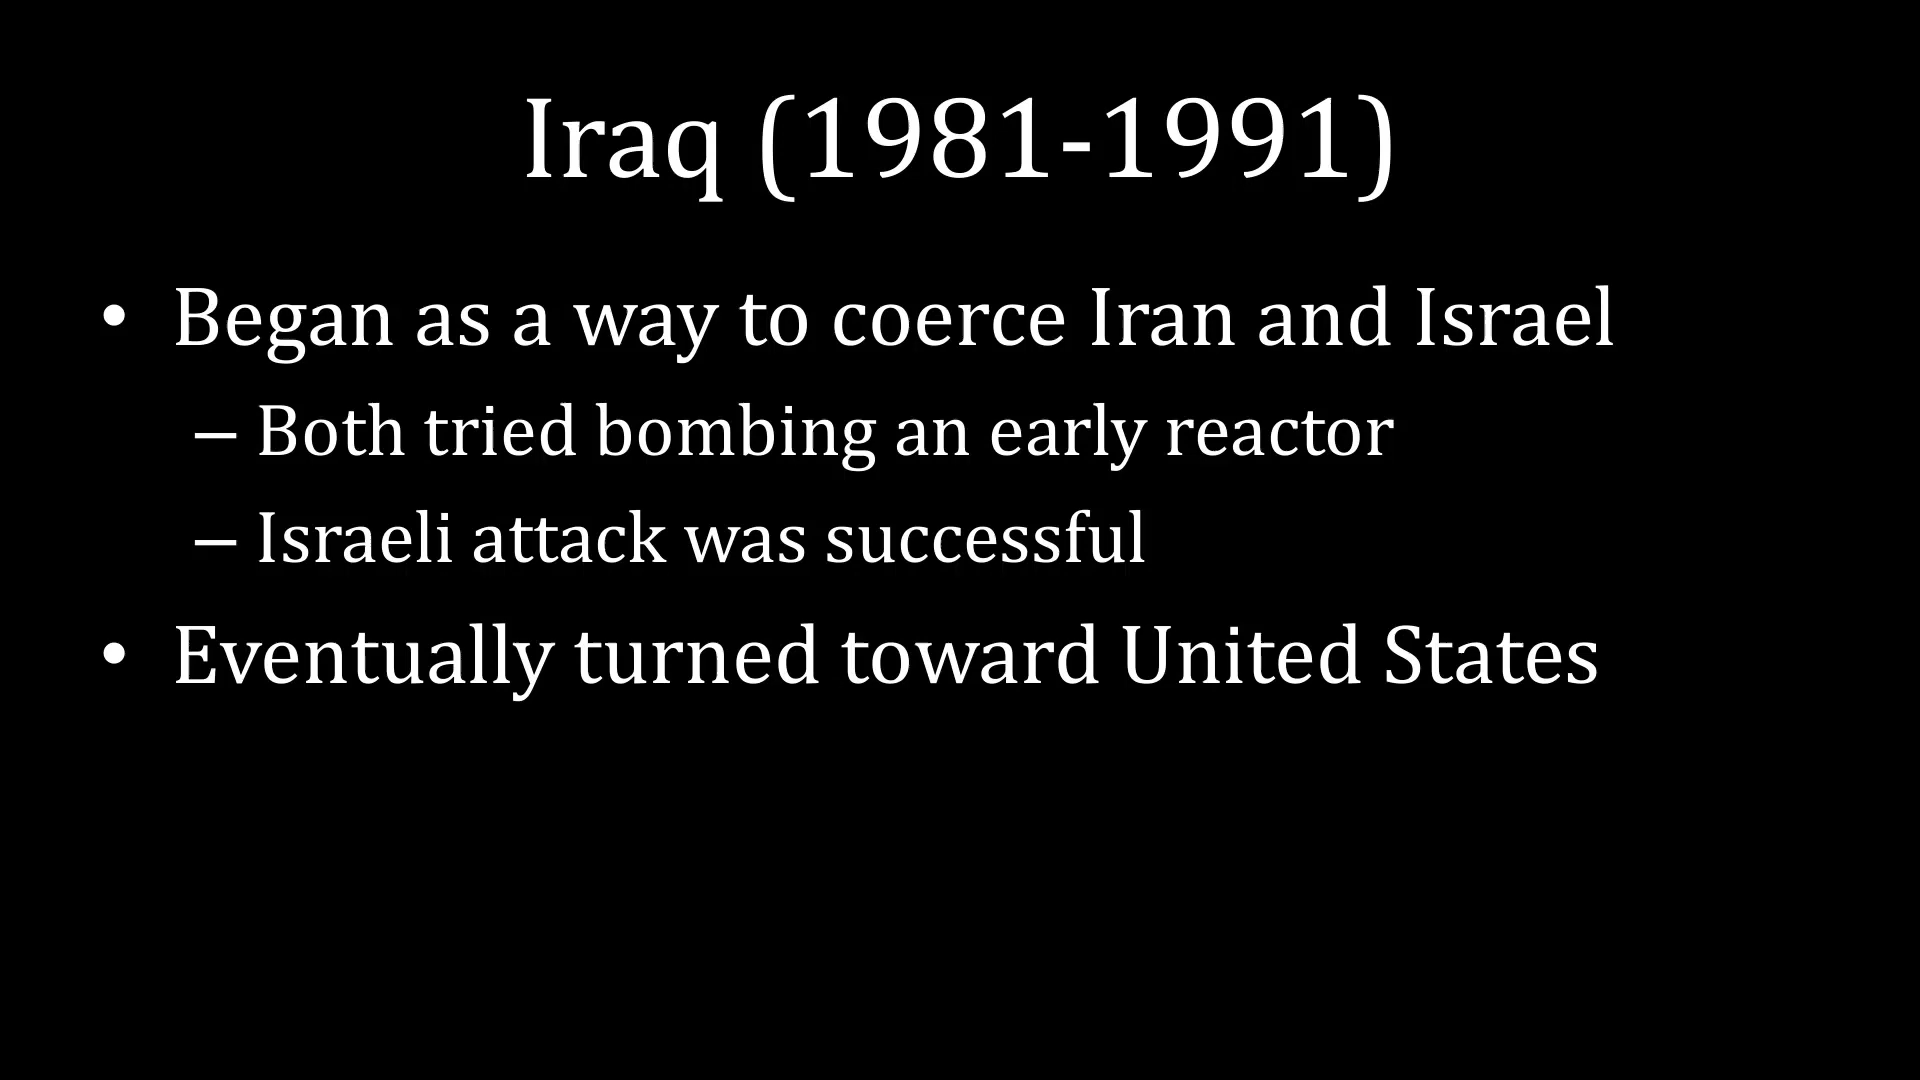 Iraq (1981-1991)
• Began as a way to coerce Iran and Israel
– Both tried bombing an early reactor
– Israeli attack was successful
• Eventually turned toward United States